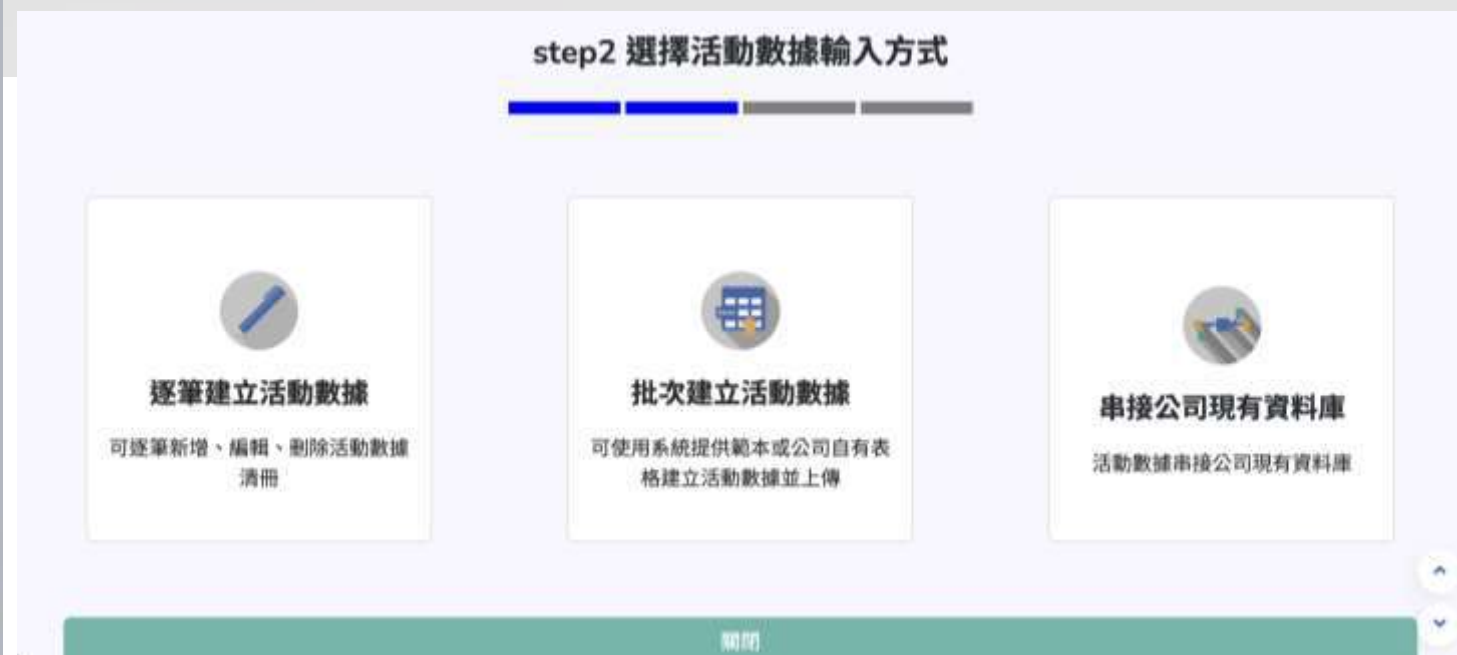 step2 選擇活動數據輸入方式
逐筆建立活動數據
可逐筆新增、編輯、刪除活動數據
清冊
批次建立活動數據
可使用系統提供範本或公司自有表
格建立活動數據並上傳
串接公司現有資料庫
活動數據串接公司現有資料庫
關閉